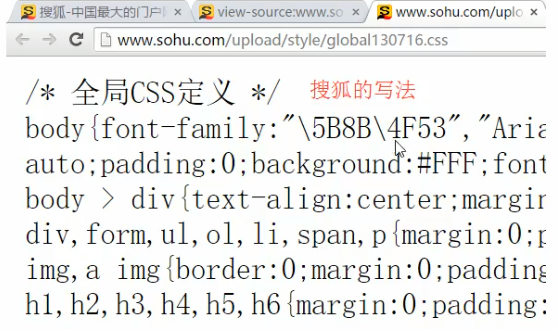 搜狐-中国最大的门户
view-source:www.so
www.sohu.com/uplo
www.sohu.com/upload/style/global130716.css
/* 全局CSS定义 */ 搜狐的写法
body{font-family:"\5B8B\4F53","Aria
auto;padding:0;background:#FFF;font
body > div{text-align:center;margin
div,form,ul,ol,li,span,p{margin:0;p
img,a img{border:0;margin:0;padding
h1,h2,h3,h4,h5,h6{margin:0;padding: